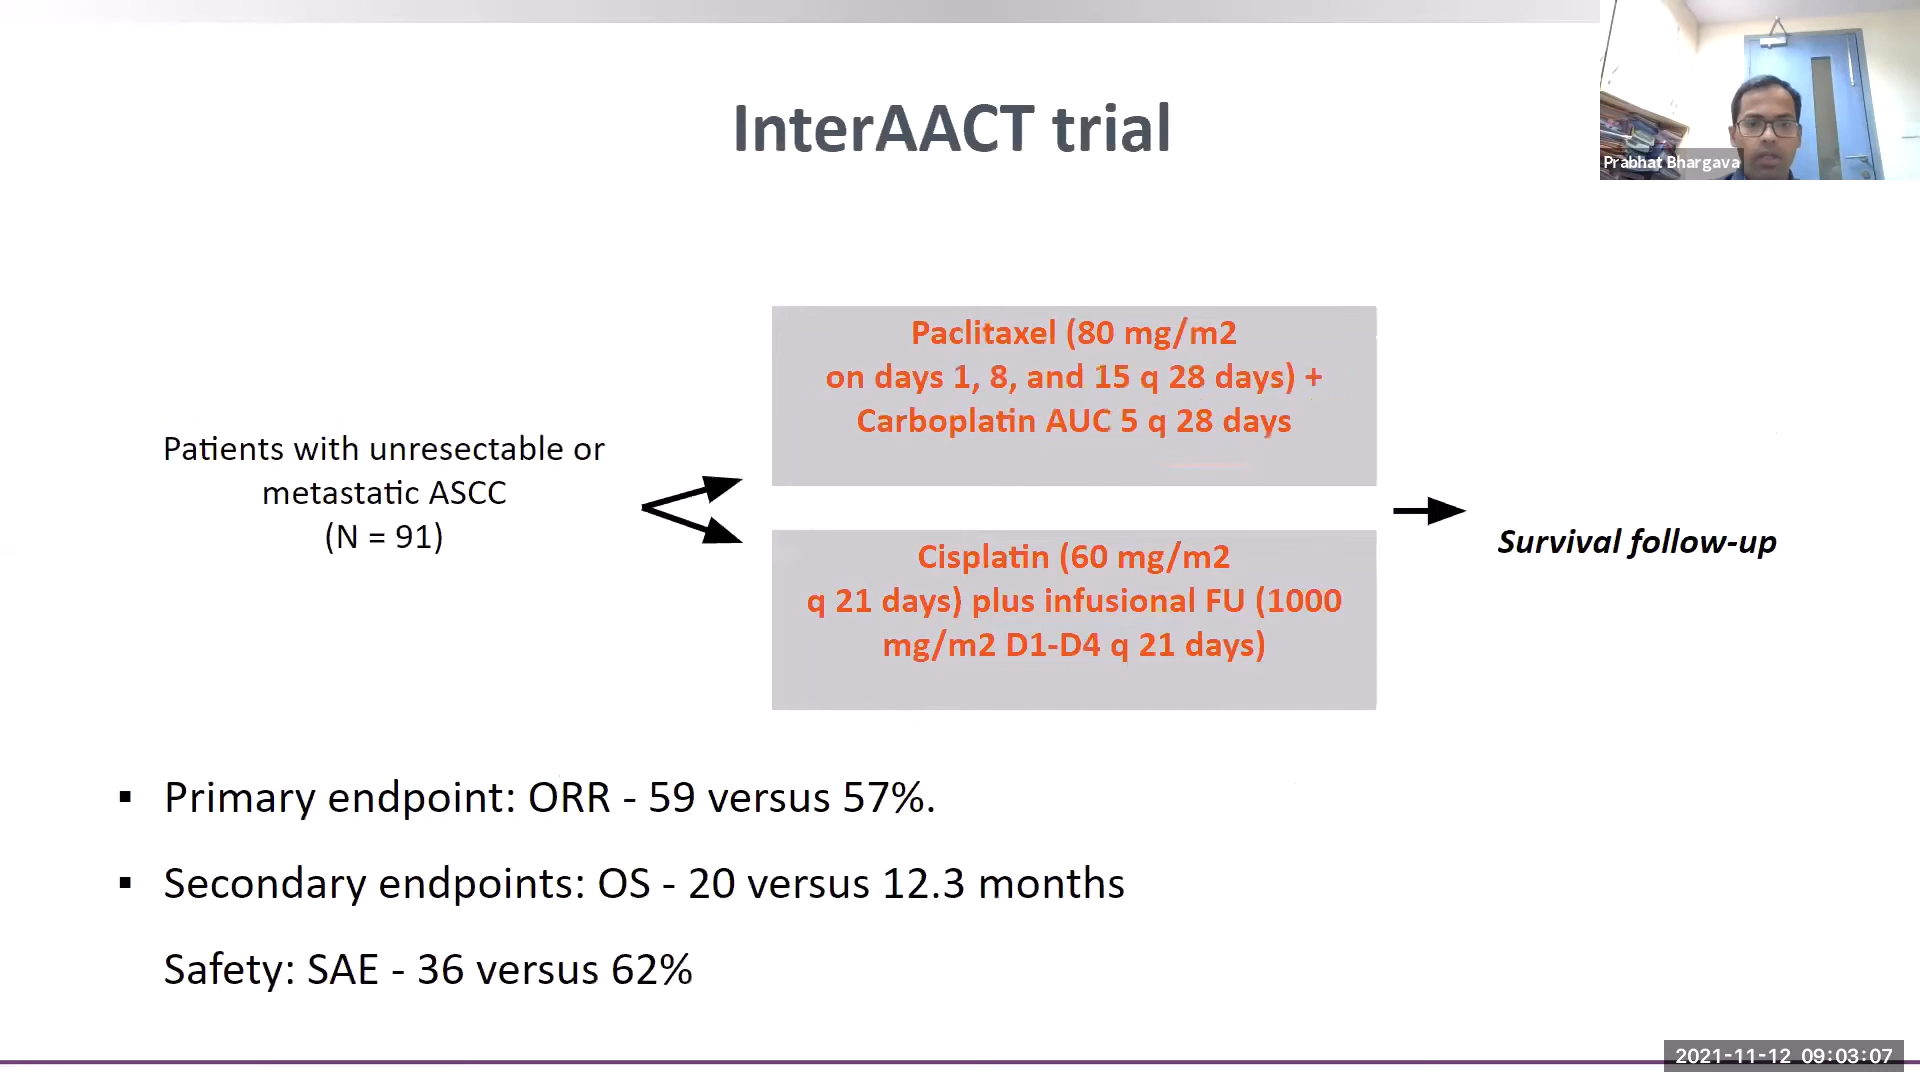 InterAACT trial
Prabhat Bhargava
Paclitaxel (80 mg/m2
on days 1, 8, and 15 q 28 days) +
Carboplatin AUC 5 q 28 days
Patients with unresectable or
metastatic ASCC
(N = 91)
Cisplatin (60 mg/m2
q 21 days) plus infusional FU (1000
mg/m2 D1-D4 q 21 days)
Survival follow-up
▪ Primary endpoint: ORR - 59 versus 57%.
▪ Secondary endpoints: OS - 20 versus 12.3 months
Safety: SAE - 36 versus 62%
2021-11-12 09:03:07